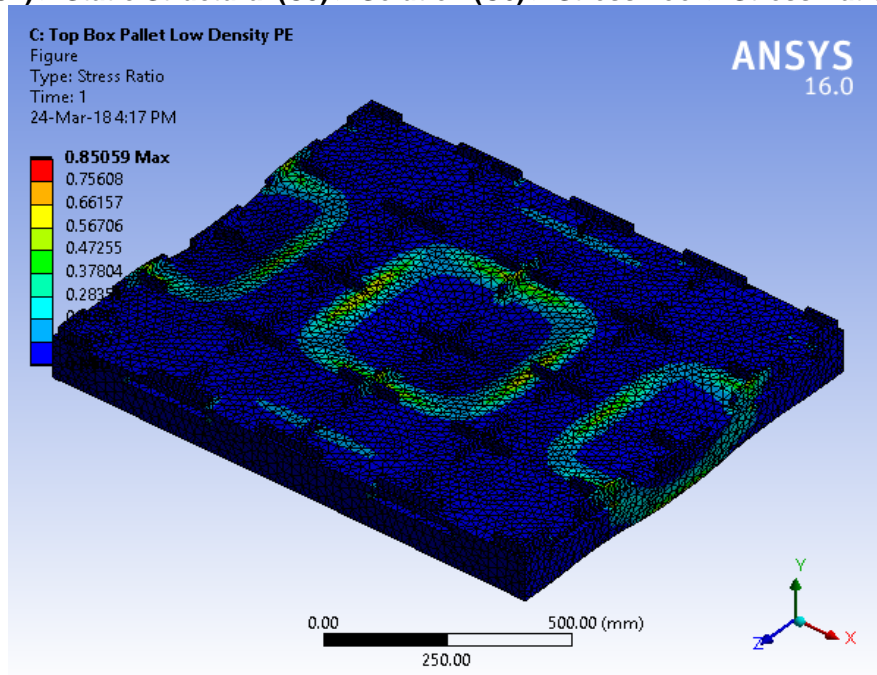 C: Top Box Pallet Low Density PE
Figure
Type: Stress Ratio
Time: 1
24-Mar-18 4:17 PM
ANSYS
16.0
0.85059 Max
0.75608
0.66157
0.56706
0.47255
0.37804
Y
X
Z
0.00
500.00 (mm)
250.00